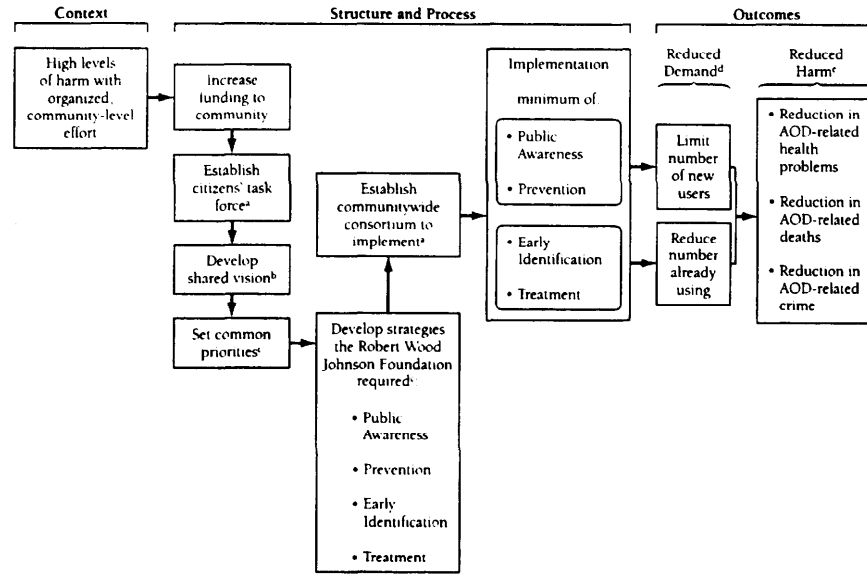 Context
Structure and Process
Outcomes
High levels
of harm with
organized,
community-level
effort
Increase
funding to
community
Establish
citizens' task
force^a
Develop
shared vision^b
Set common
priorities^c
Develop strategies
the Robert Wood
Johnson Foundation
required^c:
• Public
Awareness
• Prevention
• Early
Identification
• Treatment
Establish
communitywide
consortium to
implement^a
Implementation
minimum of
• Public
Awareness
• Prevention
• Early
Identification
• Treatment
Reduced
Demand^d
Limit
number
of new
users
Reduce
number
already
using
Reduced
Harm^e
• Reduction in
AOD-related
health
problems
• Reduction in
AOD-related
deaths
• Reduction in
AOD-related
crime